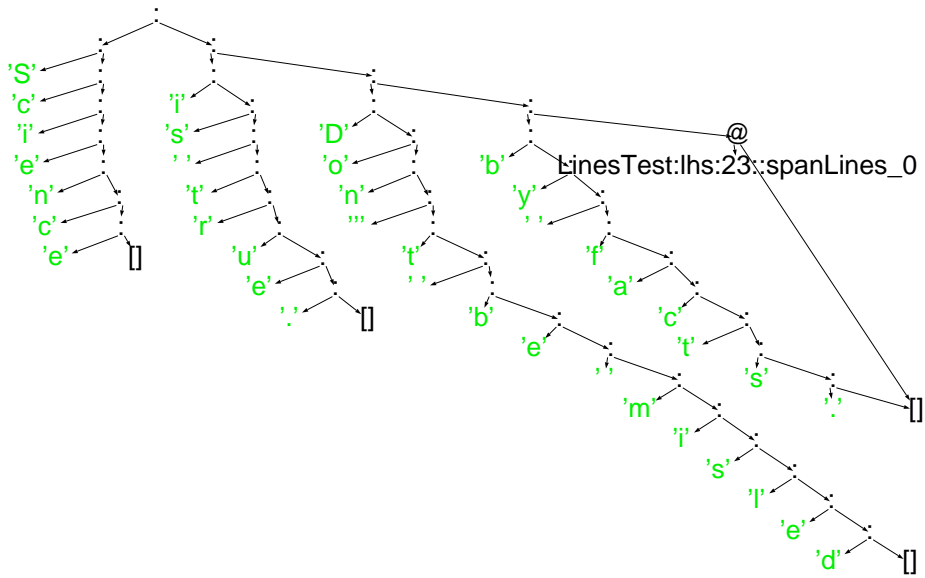 :
: :
'S' : : :
'c' : 'i' : : :
'i' : 's' : 'D' : : @
'e' : ' ' : 'o' : 'b' : LinesTest:lhs:23::spanLines_0
'n' : 't' : 'n' : 'y' :
'c' : 'r' : ''' : ' ' :
'e' [] 'u' : 't' : 'f' :
'e' : ' ' : 'a' :
'.' [] 'b' : 'c' :
'e' : 't' :
' ' : 's' :
'm' : '.' []
'i' :
's' :
'l' :
'e' :
'd' []